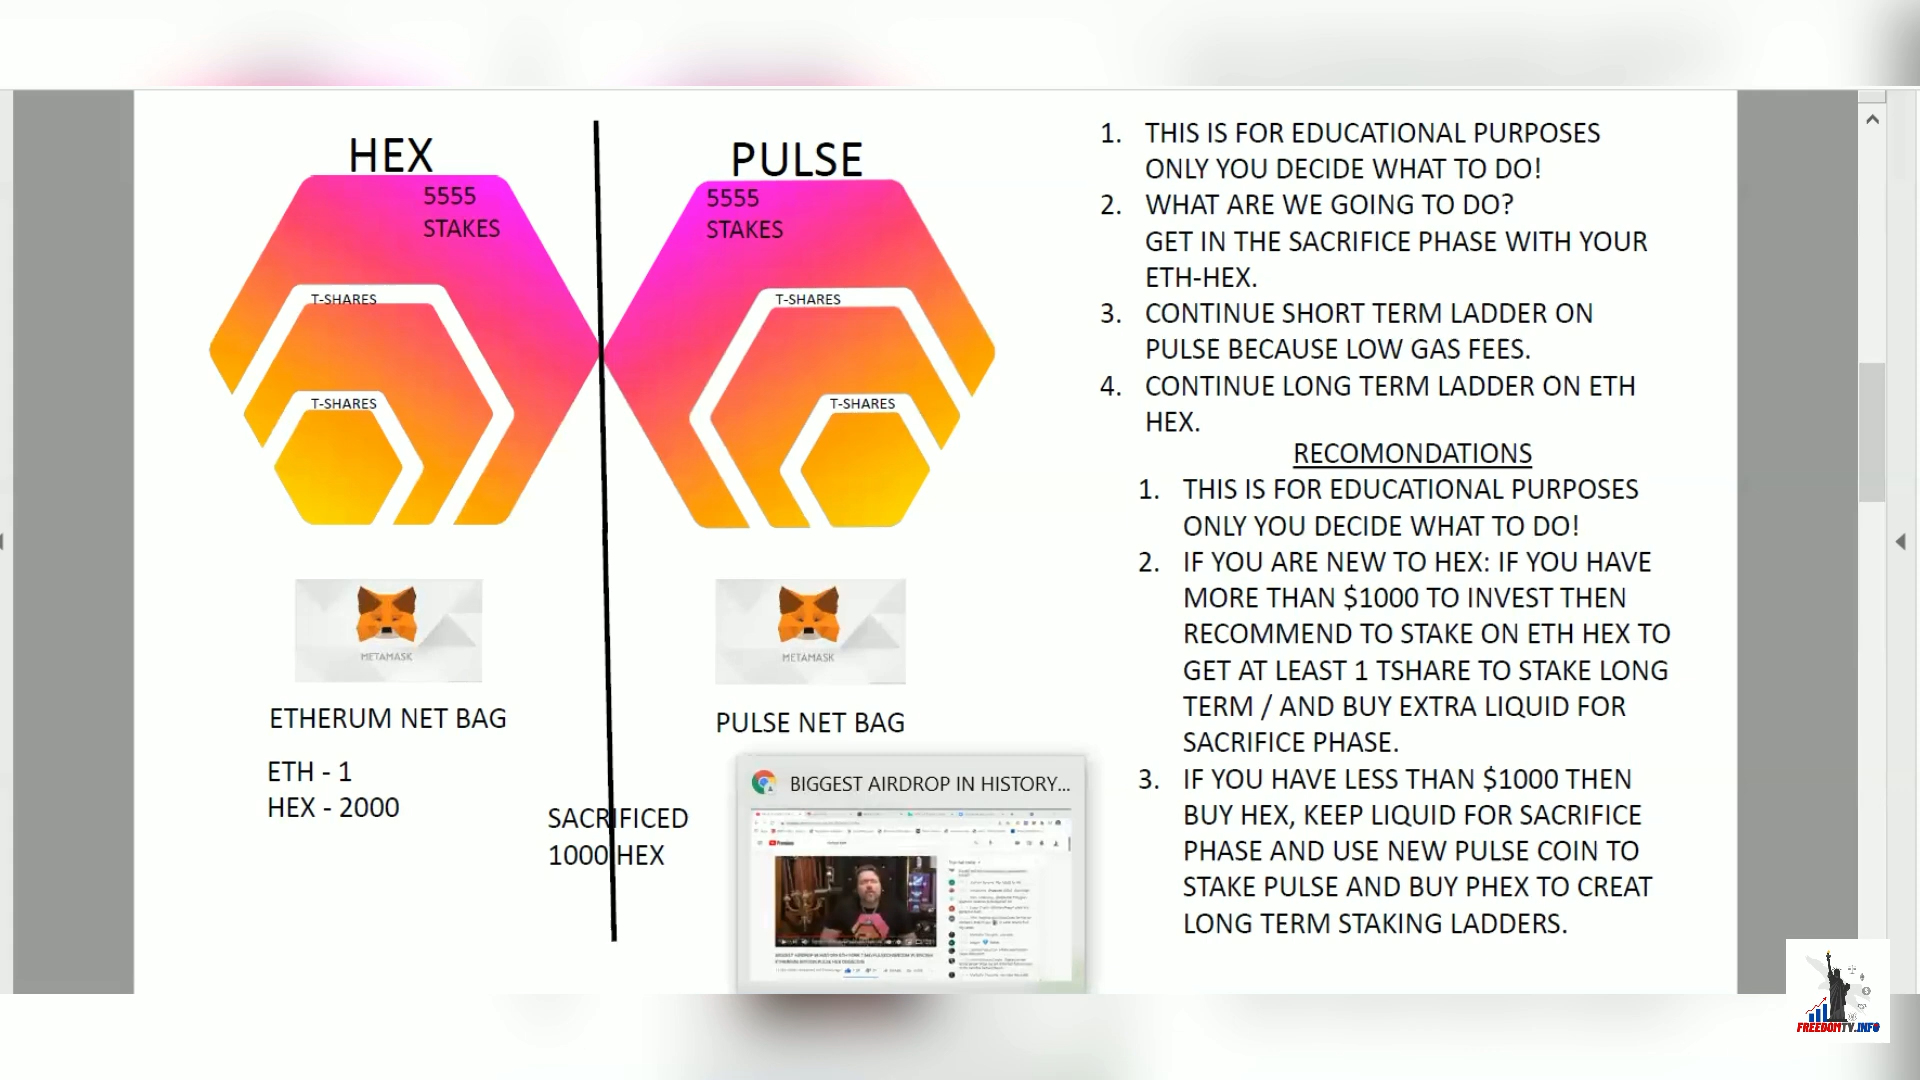 HEX
5555
STAKES
T-SHARES
T-SHARES
METAMASK
ETHERUM NET BAG
ETH - 1
HEX - 2000
PULSE
5555
STAKES
T-SHARES
T-SHARES
METAMASK
PULSE NET BAG
SACRIFICED
1000 HEX
BIGGEST AIRDROP IN HISTORY...
1. THIS IS FOR EDUCATIONAL PURPOSES
ONLY YOU DECIDE WHAT TO DO!
2. WHAT ARE WE GOING TO DO?
GET IN THE SACRIFICE PHASE WITH YOUR
ETH-HEX.
3. CONTINUE SHORT TERM LADDER ON
PULSE BECAUSE LOW GAS FEES.
4. CONTINUE LONG TERM LADDER ON ETH
HEX.
RECOMONDATIONS
1. THIS IS FOR EDUCATIONAL PURPOSES
ONLY YOU DECIDE WHAT TO DO!
2. IF YOU ARE NEW TO HEX: IF YOU HAVE
MORE THAN $1000 TO INVEST THEN
RECOMMEND TO STAKE ON ETH HEX TO
GET AT LEAST 1 TSHARE TO STAKE LONG
TERM / AND BUY EXTRA LIQUID FOR
SACRIFICE PHASE.
3. IF YOU HAVE LESS THAN $1000 THEN
BUY HEX, KEEP LIQUID FOR SACRIFICE
PHASE AND USE NEW PULSE COIN TO
STAKE PULSE AND BUY PHEX TO CREAT
LONG TERM STAKING LADDERS.
FREEDOMTV.INFO